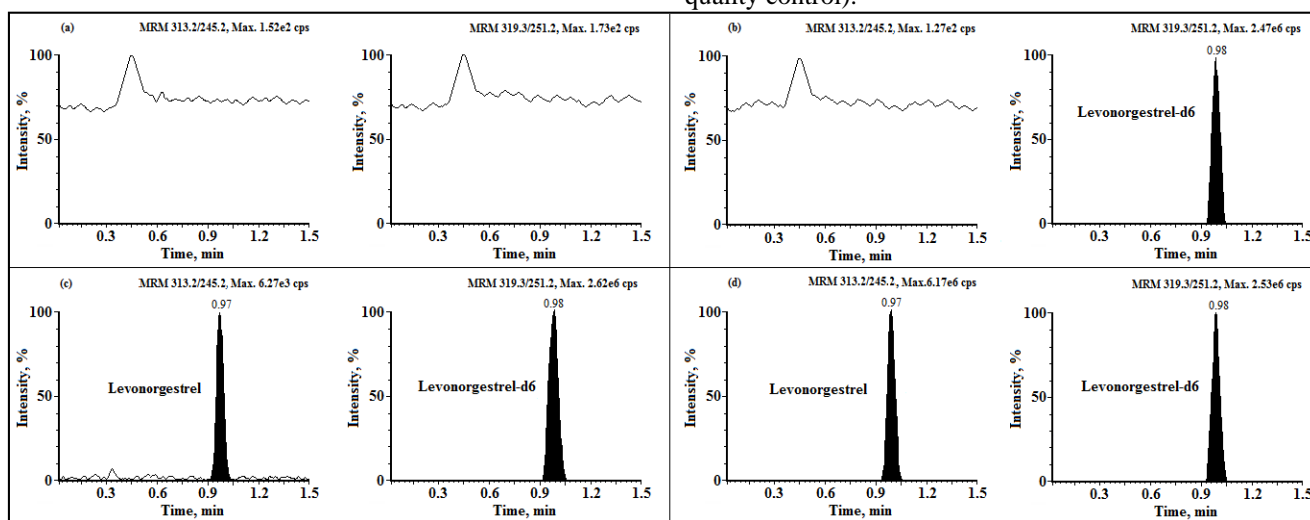 quality control).
(a) MRM 313.2/245.2, Max. 1.52e2 cps
Intensity, %
100
50
0
0.3 0.6 0.9 1.2 1.5
Time, min
MRM 319.3/251.2, Max. 1.73e2 cps
Intensity, %
100
50
0
0.3 0.6 0.9 1.2 1.5
Time, min
(b) MRM 313.2/245.2, Max. 1.27e2 cps
Intensity, %
100
50
0
0.3 0.6 0.9 1.2 1.5
Time, min
MRM 319.3/251.2, Max. 2.47e6 cps
0.98
Intensity, %
100
Levonorgestrel-d6
50
0
0.3 0.6 0.9 1.2 1.5
Time, min
(c) MRM 313.2/245.2, Max. 6.27e3 cps
0.97
Intensity, %
100
Levonorgestrel
50
0
0.3 0.6 0.9 1.2 1.5
Time, min
MRM 319.3/251.2, Max. 2.62e6 cps
0.98
Intensity, %
100
Levonorgestrel-d6
50
0
0.3 0.6 0.9 1.2 1.5
Time, min
(d) MRM 313.2/245.2, Max.6.17e6 cps
0.97
Intensity, %
100
Levonorgestrel
50
0
0.3 0.6 0.9 1.2 1.5
Time, min
MRM 319.3/251.2, Max. 2.53e6 cps
0.98
Intensity, %
100
Levonorgestrel-d6
50
0
0.3 0.6 0.9 1.2 1.5
Time, min